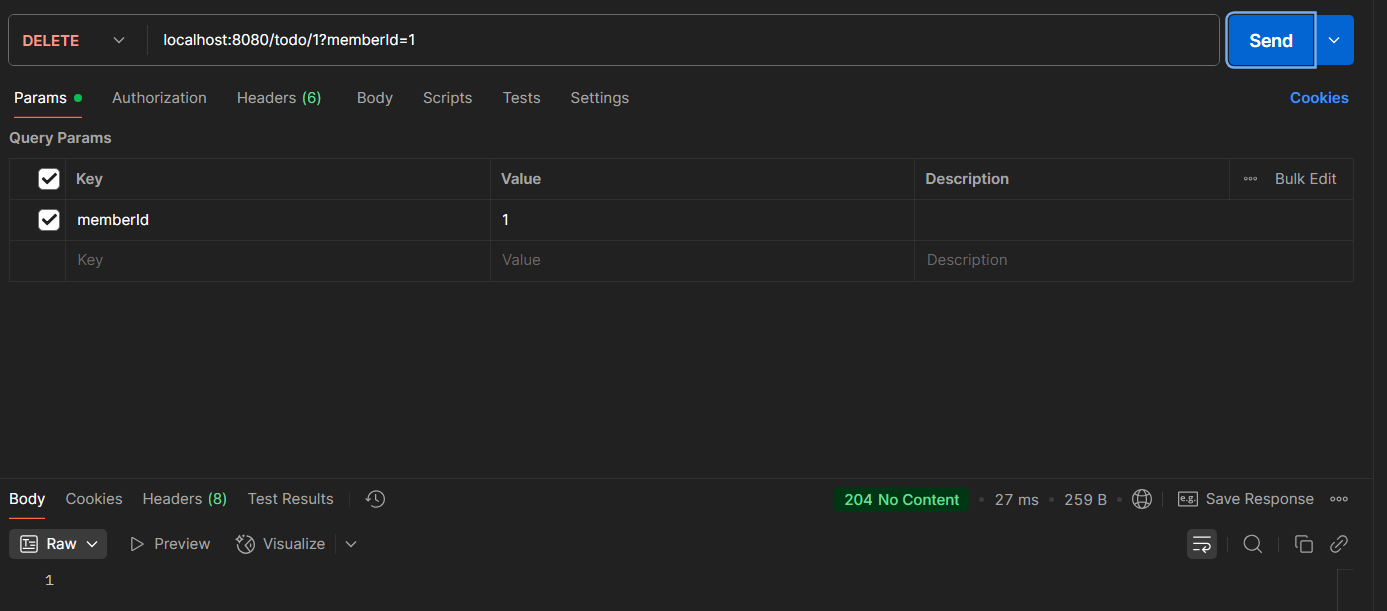 DELETE localhost:8080/todo/1?memberId=1 Send
Params Authorization Headers (6) Body Scripts Tests Settings Cookies
Query Params
Key Value Description Bulk Edit
memberId 1
Key Value Description
Body Cookies Headers (8) Test Results 204 No Content 27 ms 259 B e.g. Save Response
Raw Preview Visualize
1